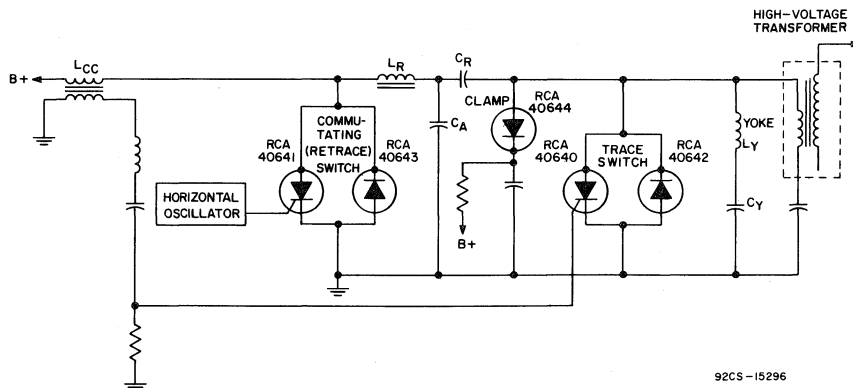 HIGH-VOLTAGE
TRANSFORMER
B+
LCC
LR
CR
CLAMP
RCA
40644
CA
COMMU-
TATING
(RETRACE)
SWITCH
RCA
40641
RCA
40643
RCA
40640
TRACE
SWITCH
RCA
40642
YOKE
LY
CY
HORIZONTAL
OSCILLATOR
B+
92CS-15296